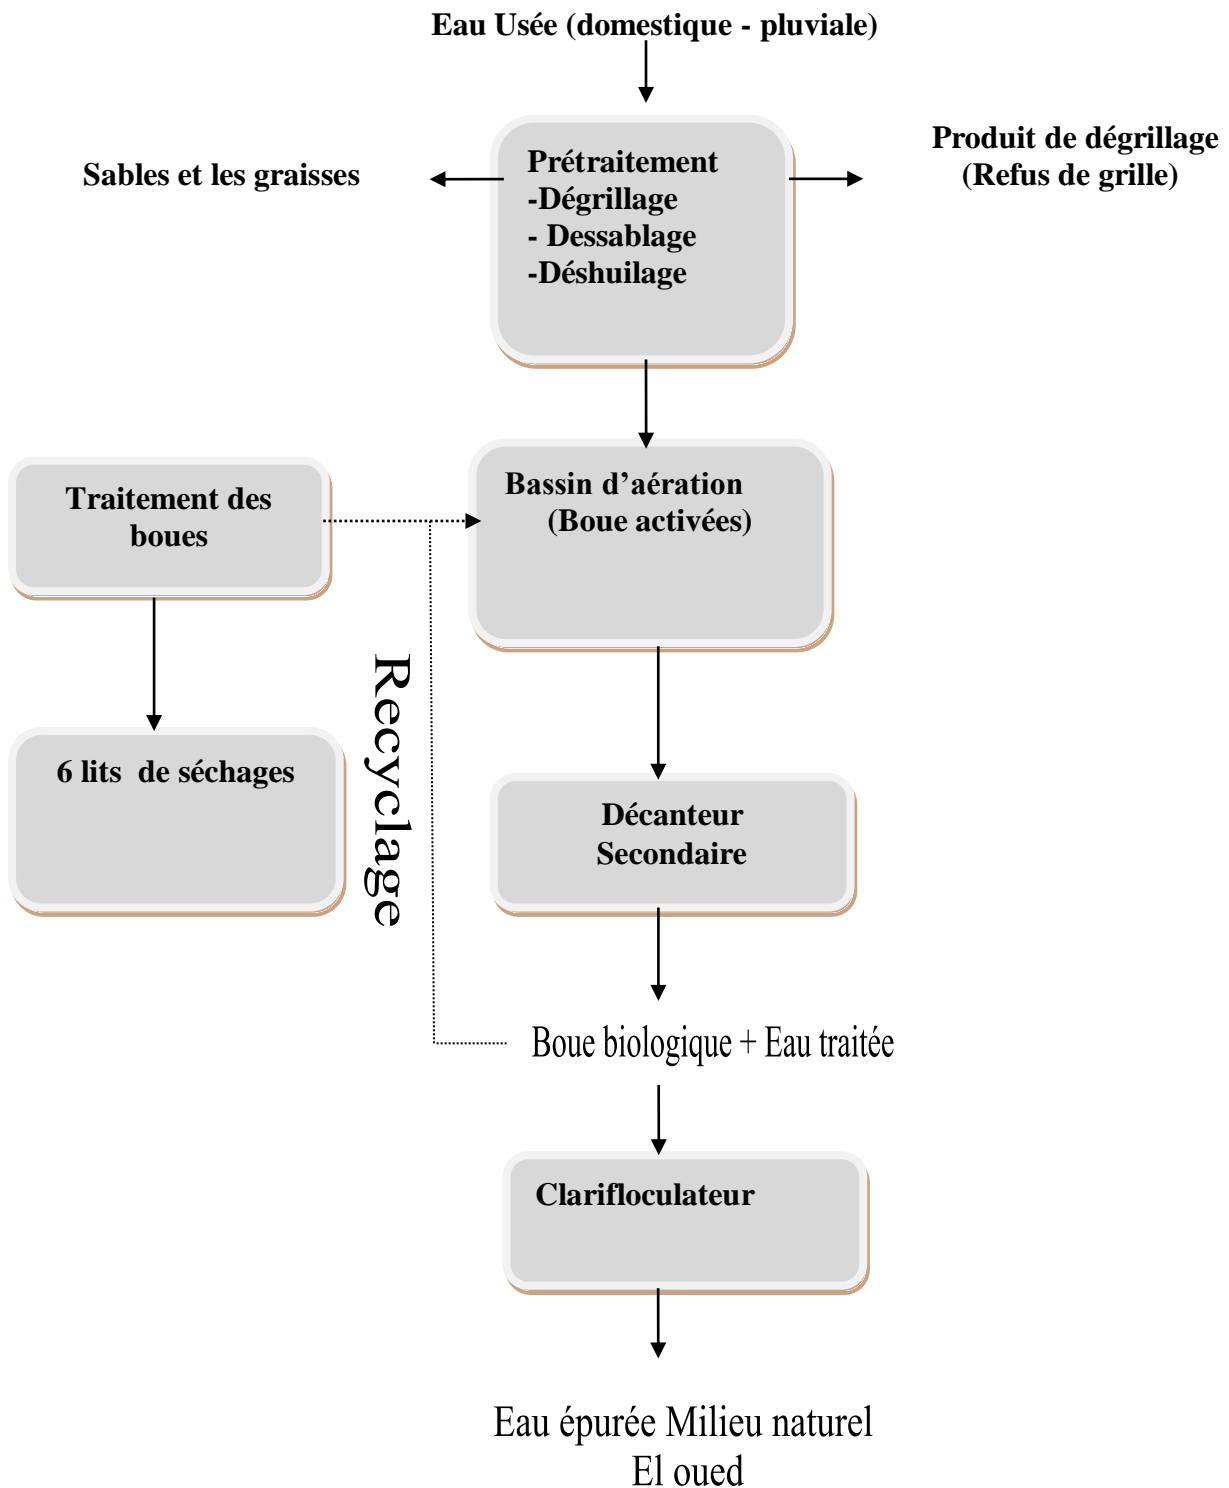 Eau Usée (domestique - pluviale)
Produit de dégrillage
(Refus de grille)
Sables et les graisses
Prétraitement
-Dégrillage
- Dessablage
-Déshuilage
Bassin d’aération
(Boue activées)
Traitement des
boues
Recyclage
6 lits de séchages
Décanteur
Secondaire
Boue biologique + Eau traitée
Clarifloculateur
Eau épurée Milieu naturel
El oued